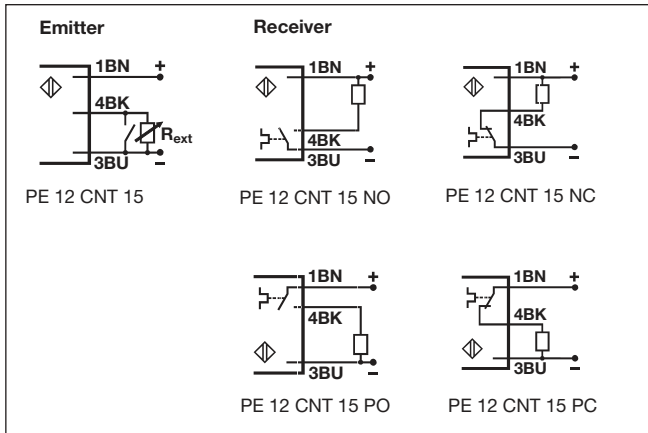 Emitter
Receiver
1BN +
4BK
Rext
3BU −
PE 12 CNT 15
1BN +
4BK
3BU −
PE 12 CNT 15 NO
1BN +
4BK
3BU −
PE 12 CNT 15 NC
1BN +
4BK
3BU −
PE 12 CNT 15 PO
1BN +
4BK
3BU −
PE 12 CNT 15 PC